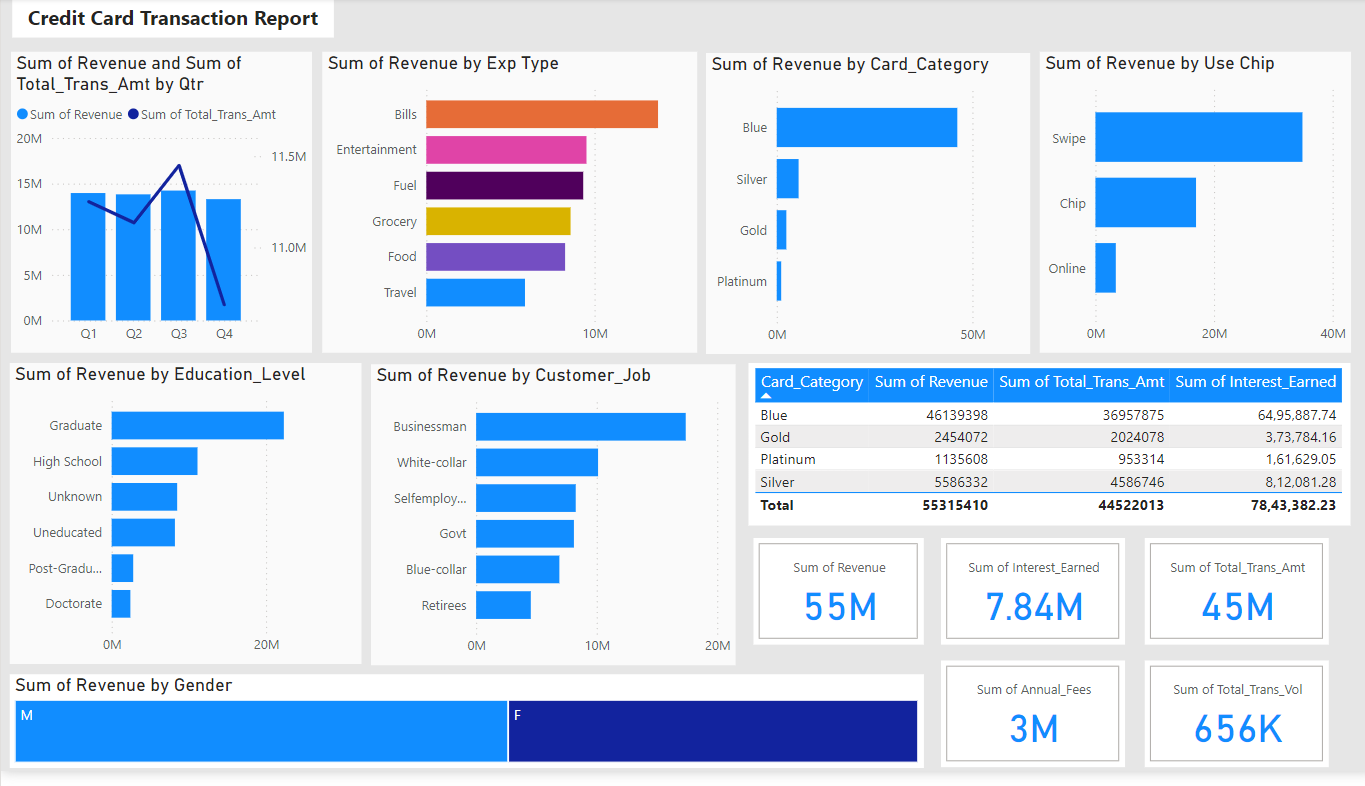 Credit Card Transaction Report
Sum of Revenue and Sum of
Total_Trans_Amt by Qtr
Sum of Revenue Sum of Total_Trans_Amt
20M
11.5M
15M
10M
11.0M
5M
0M
Q1 Q2 Q3 Q4
Sum of Revenue by Exp Type
Bills
Entertainment
Fuel
Grocery
Food
Travel
0M 10M
Sum of Revenue by Card_Category
Blue
Silver
Gold
Platinum
0M 50M
Sum of Revenue by Use Chip
Swipe
Chip
Online
0M 20M 40M
Sum of Revenue by Education_Level
Graduate
High School
Unknown
Uneducated
Post-Gradu...
Doctorate
0M 20M
Sum of Revenue by Customer_Job
Businessman
White-collar
Selfemploy...
Govt
Blue-collar
Retirees
0M 10M 20M
Card_Category Sum of Revenue Sum of Total_Trans_Amt Sum of Interest_Earned
Blue 46139398 36957875 64,95,887.74
Gold 2454072 2024078 3,73,784.16
Platinum 1135608 953314 1,61,629.05
Silver 5586332 4586746 8,12,081.28
Total 55315410 44522013 78,43,382.23
Sum of Revenue
55M
Sum of Interest_Earned
7.84M
Sum of Total_Trans_Amt
45M
Sum of Revenue by Gender
M F
Sum of Annual_Fees
3M
Sum of Total_Trans_Vol
656K